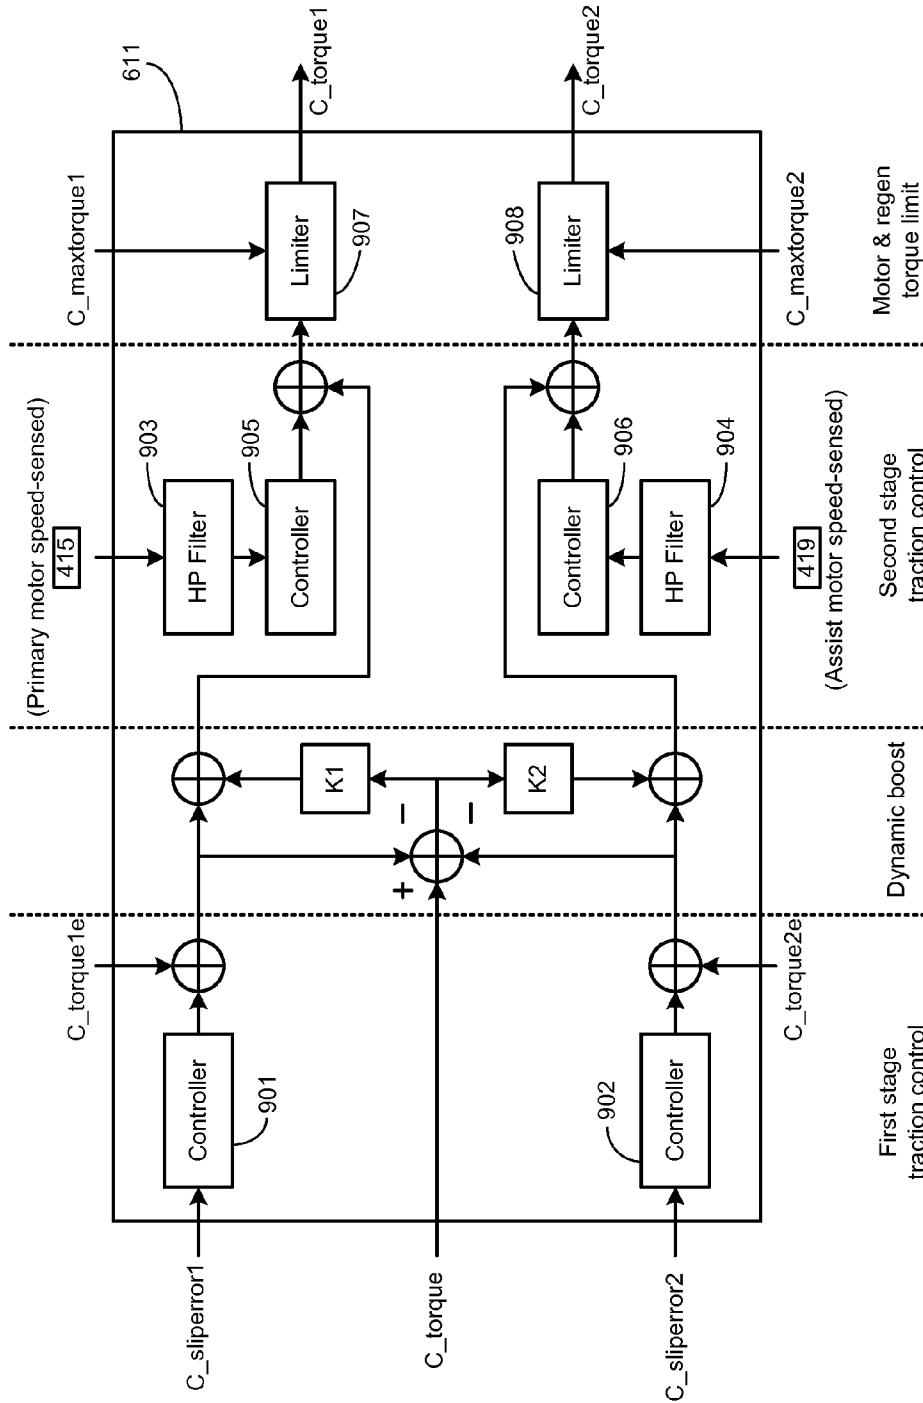 611
C_maxtorque1
C_torque1
Limiter
907
908
Limiter
C_torque2
C_maxtorque2
Motor & regen
torque limit
(Primary motor speed-sensed)
415
903
HP Filter
905
Controller
906
Controller
904
HP Filter
419
(Assist motor speed-sensed)
Second stage
traction control
K1
K2
+
−
−
Dynamic boost
C_torque1e
Controller
901
902
Controller
C_torque2e
First stage
traction control
C_sliperror1
C_torque
C_sliperror2